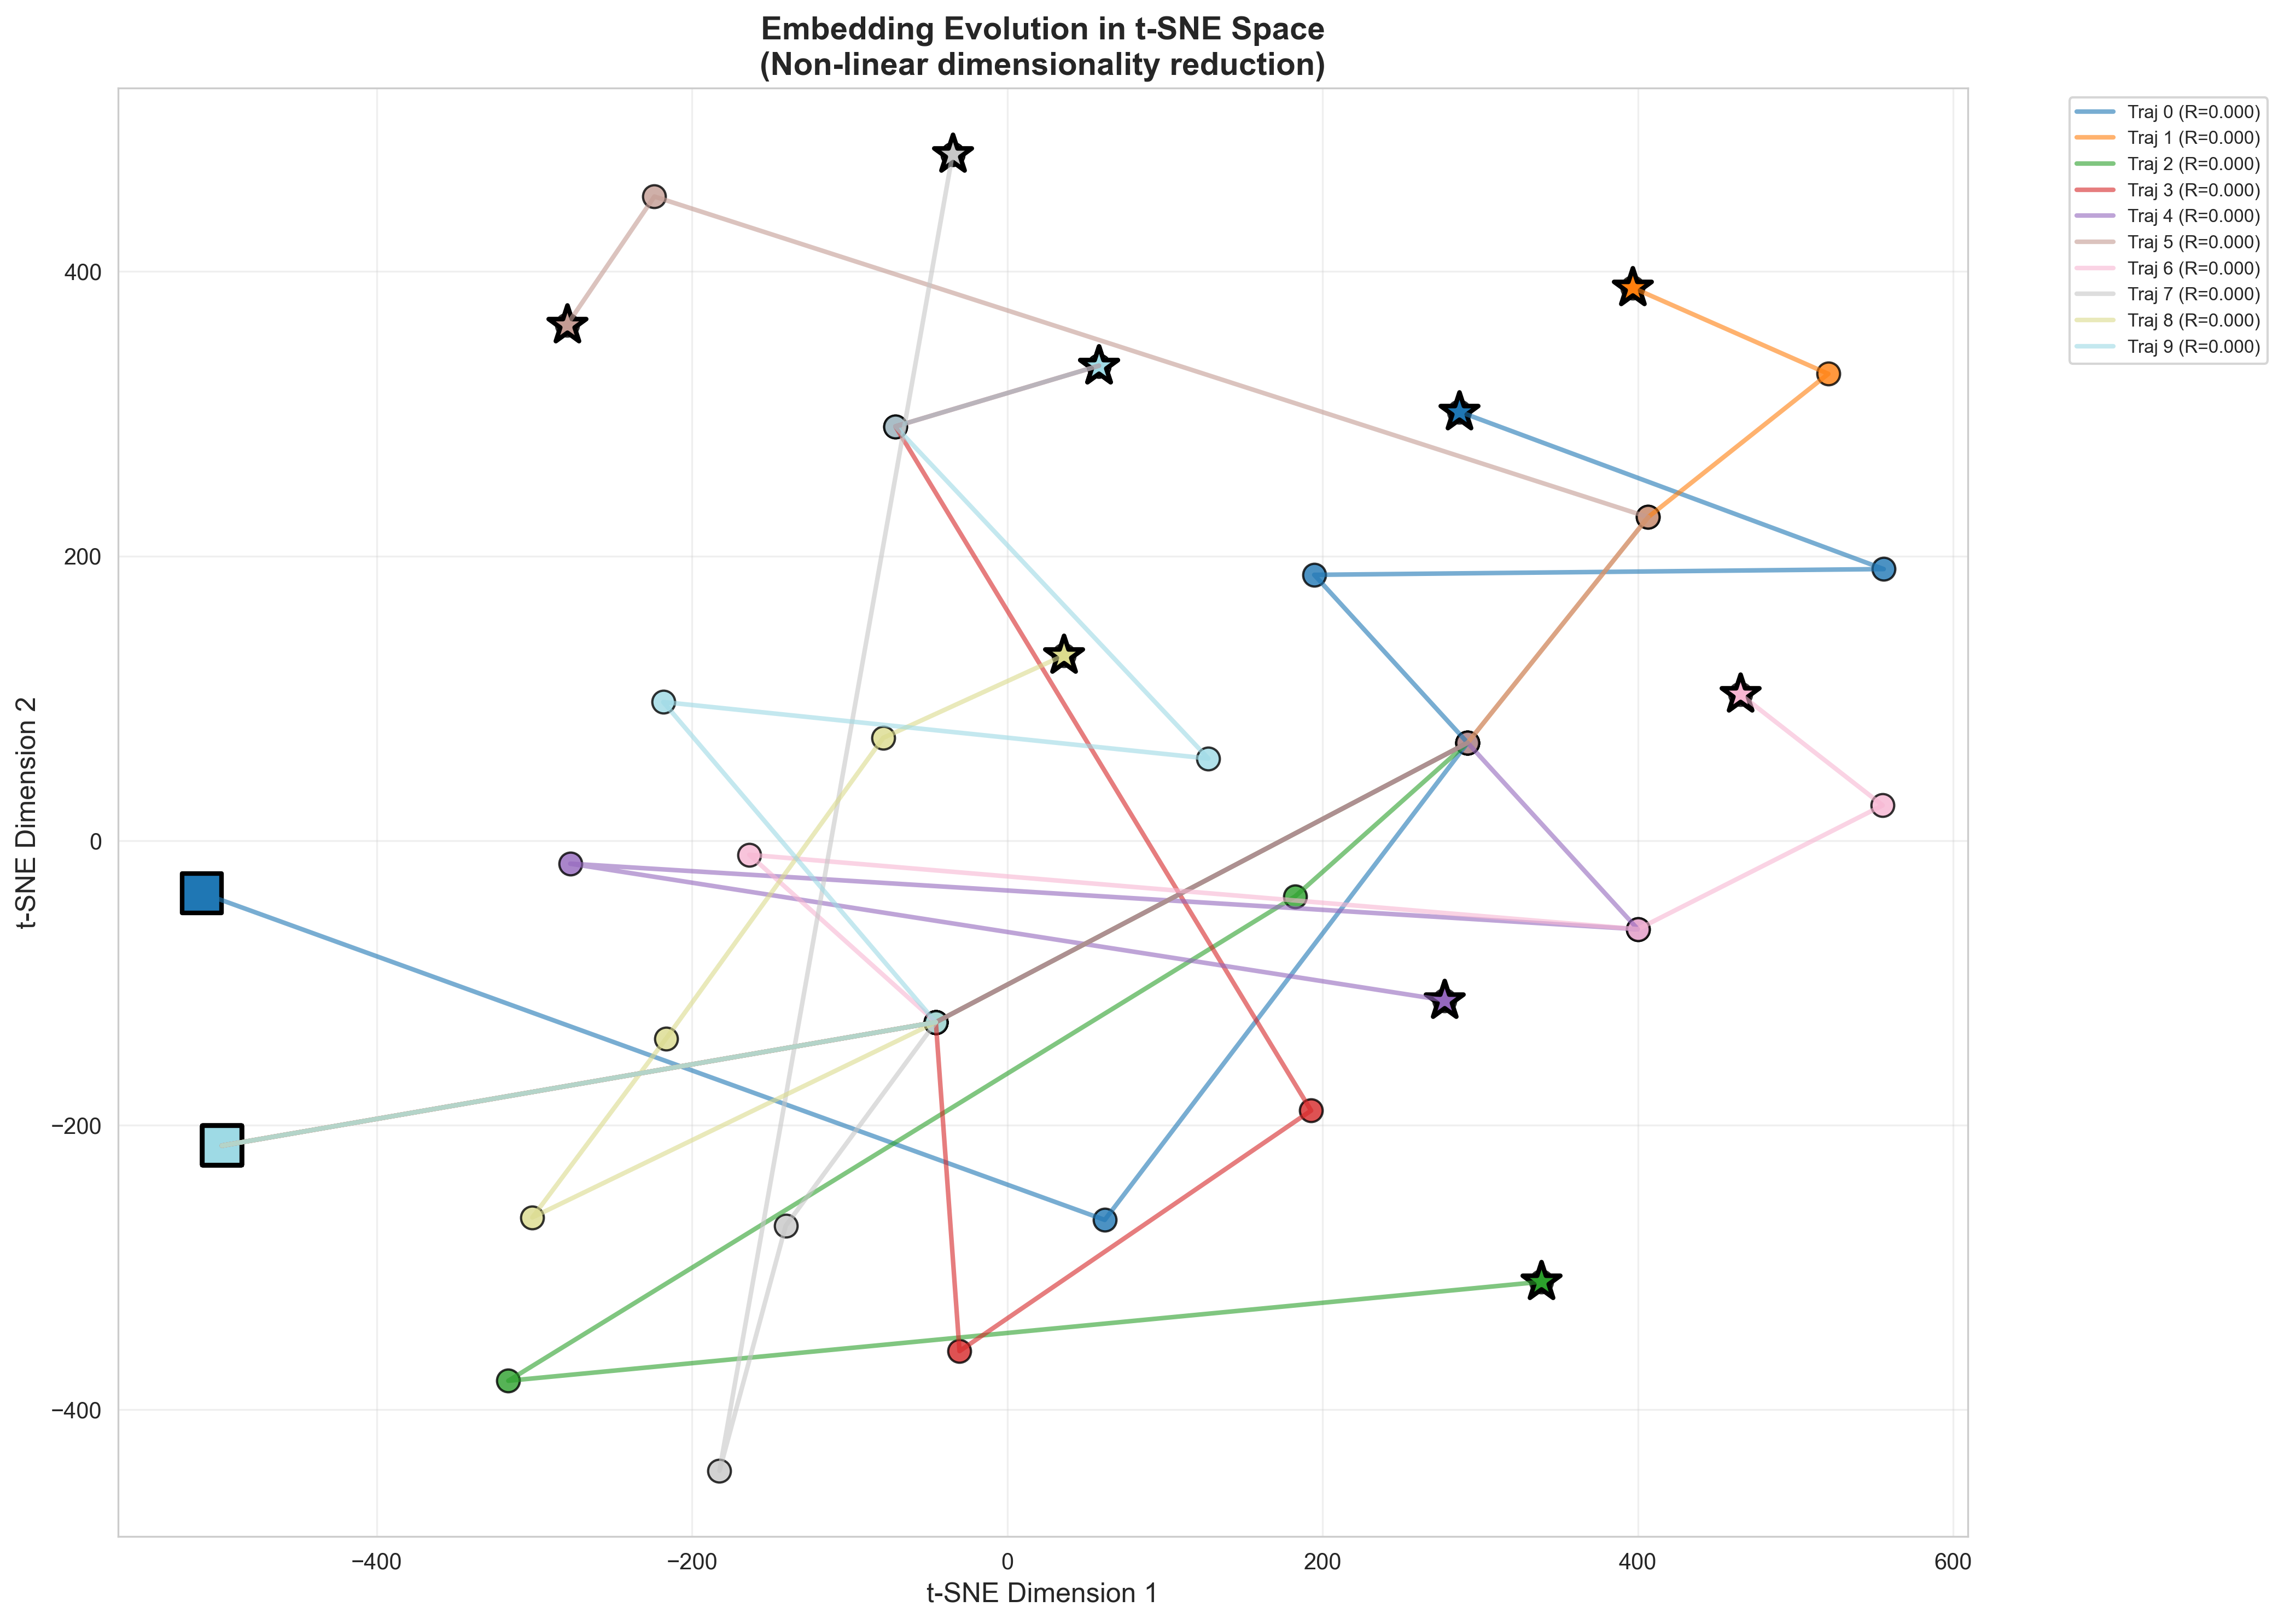 Embedding Evolution in t-SNE Space
(Non-linear dimensionality reduction)
Traj 0 (R=0.000)
Traj 1 (R=0.000)
Traj 2 (R=0.000)
Traj 3 (R=0.000)
Traj 4 (R=0.000)
Traj 5 (R=0.000)
Traj 6 (R=0.000)
Traj 7 (R=0.000)
Traj 8 (R=0.000)
Traj 9 (R=0.000)
t-SNE Dimension 2
400
200
0
−200
−400
−400
−200
0
200
400
600
t-SNE Dimension 1